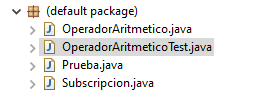 (default package)
OperadorAritmetico.java
OperadorAritmeticoTest.java
Prueba.java
Subscripcion.java